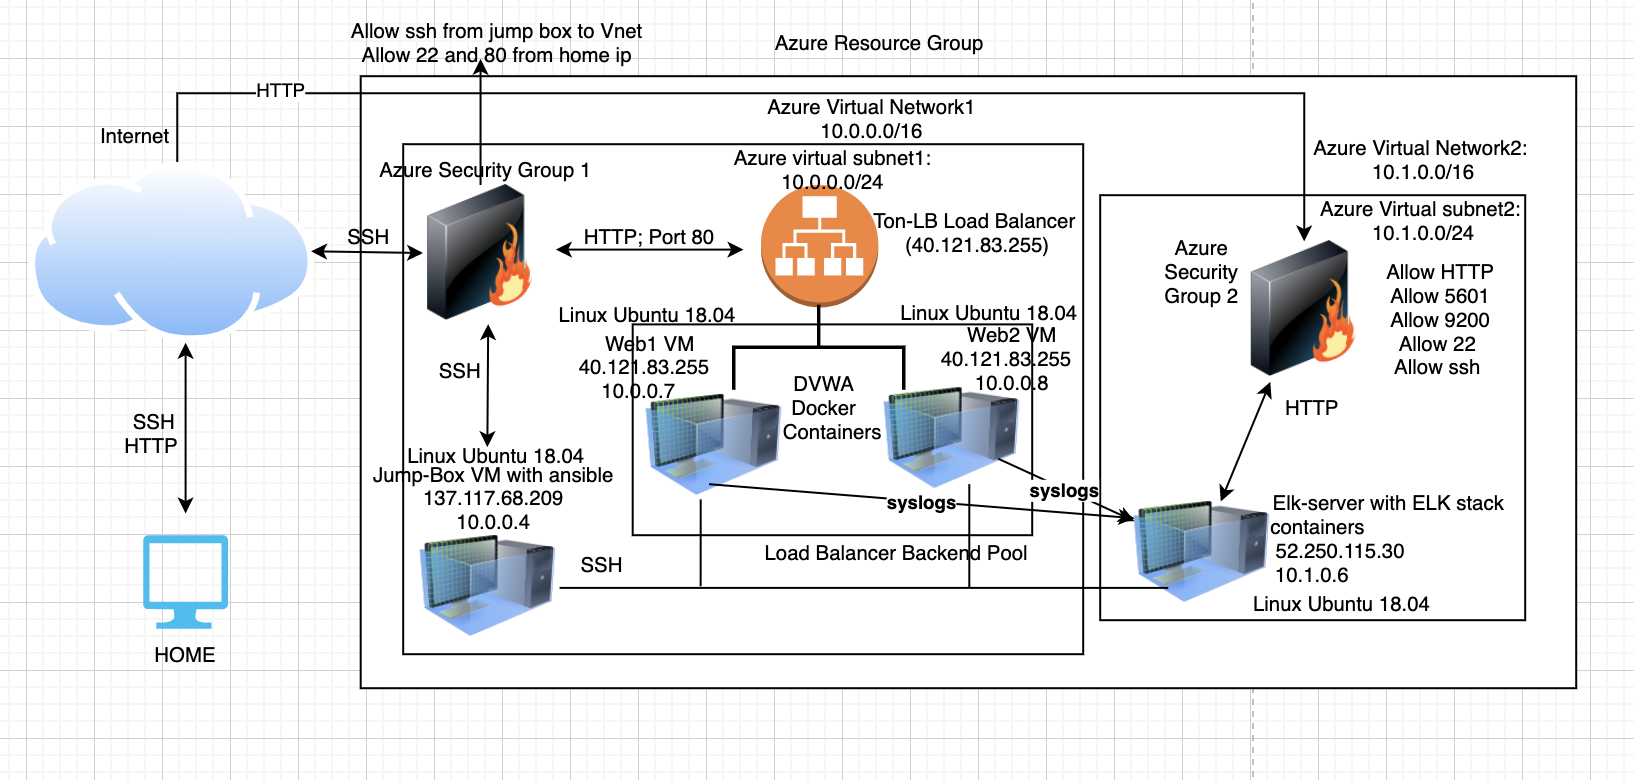 Allow ssh from jump box to Vnet
Allow 22 and 80 from home ip
Azure Resource Group
HTTP
Internet
Azure Virtual Network1
10.0.0.0/16
Azure Virtual Network2:
10.1.0.0/16
Azure Security Group 1
Azure virtual subnet1:
10.0.0.0/24
Azure Virtual subnet2:
10.1.0.0/24
SSH
HTTP; Port 80
Ton-LB Load Balancer
(40.121.83.255)
Azure
Security
Group 2
Allow HTTP
Allow 5601
Allow 9200
Allow 22
Allow ssh
Linux Ubuntu 18.04
Web1 VM
40.121.83.255
10.0.0.7
Linux Ubuntu 18.04
Web2 VM
40.121.83.255
10.0.0.8
SSH
DVWA
Docker
Containers
SSH
HTTP
HTTP
Linux Ubuntu 18.04
Jump-Box VM with ansible
137.117.68.209
10.0.0.4
syslogs
syslogs
Elk-server with ELK stack
containers
52.250.115.30
10.1.0.6
Linux Ubuntu 18.04
Load Balancer Backend Pool
SSH
HOME